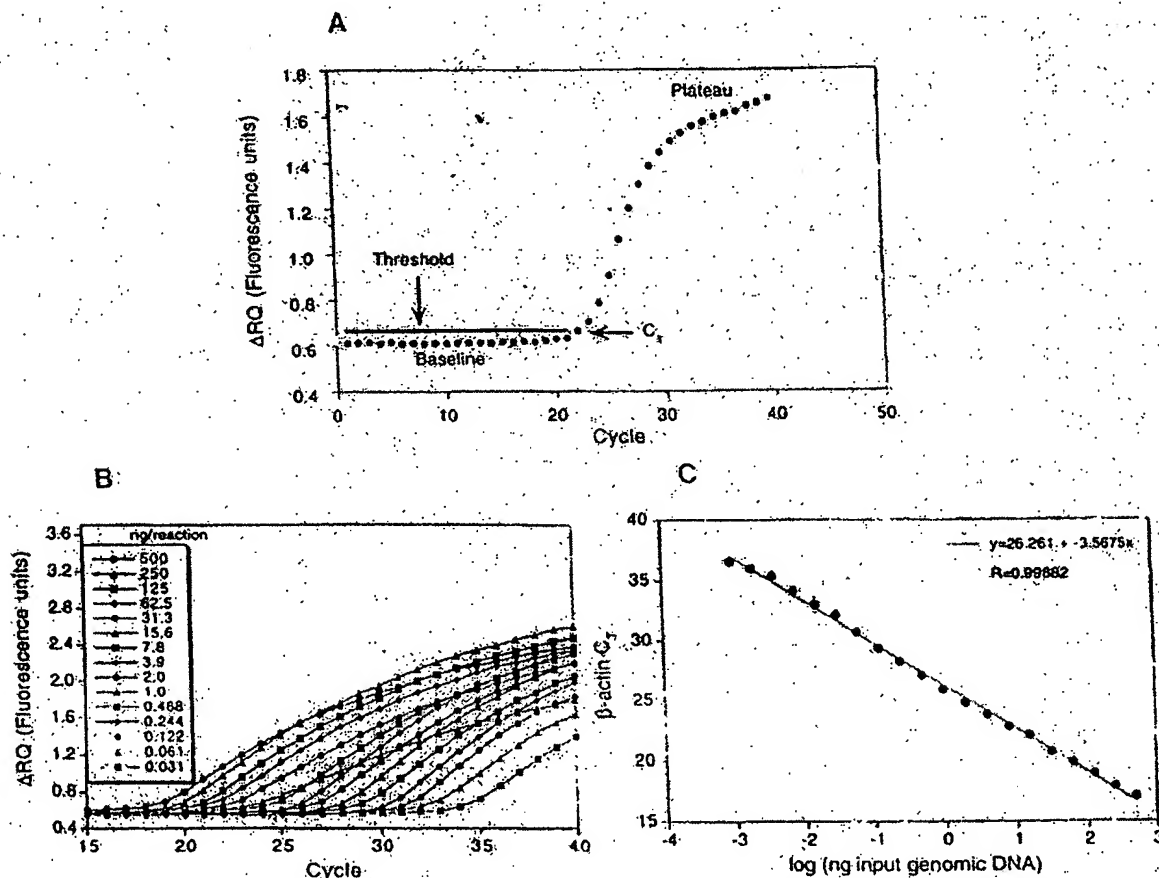 A
1.8
1.6
1.4
1.2
1.0
0.8
0.6
0.4
ΔRQ (Fluorescence units)
Plateau
Threshold
Baseline
C_T
0 10 20 30 40 50
Cycle
B
ng/reaction
500
250
125
62.5
31.3
15.6
7.8
3.9
2.0
1.0
0.488
0.244
0.122
0.061
0.031
3.6
3.2
2.8
2.4
2.0
1.6
1.2
0.8
0.4
ΔRQ (Fluorescence units)
15 20 25 30 35 40
Cycle
C
y=26.261 + -3.5675x
R=0.99682
40
35
30
25
20
15
β-actin C_T
-4 -3 -2 -1 0 1 2 3
log (ng input genomic DNA)